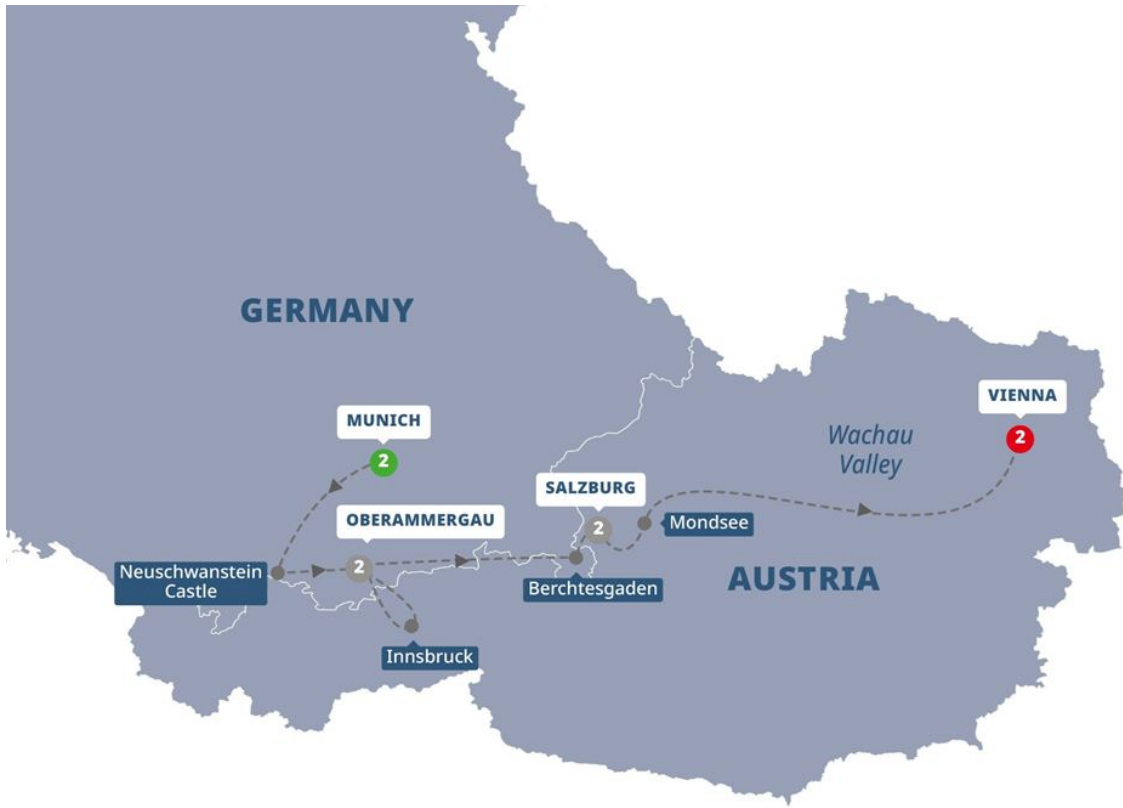 GERMANY
MUNICH
2
VIENNA
2
Wachau
Valley
SALZBURG
2
OBERAMMERGAU
2
Mondsee
Neuschwanstein
Castle
Berchtesgaden
AUSTRIA
Innsbruck